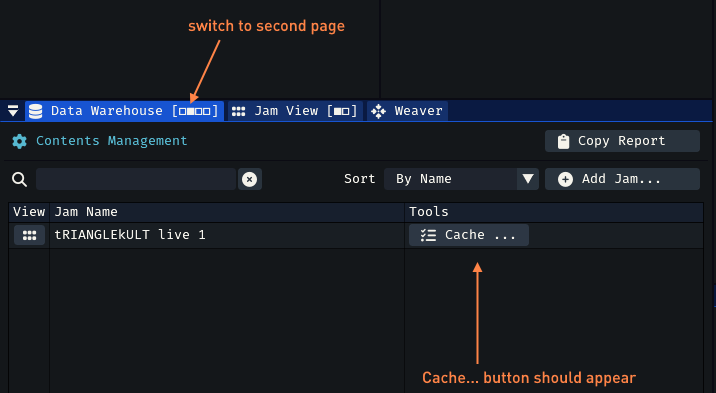 switch to second page
Data Warehouse [□■□□] Jam View [■□] Weaver
Contents Management Copy Report
Sort By Name Add Jam...
View Jam Name Tools
tRIANGLEkULT live 1 Cache ...
Cache... button should appear